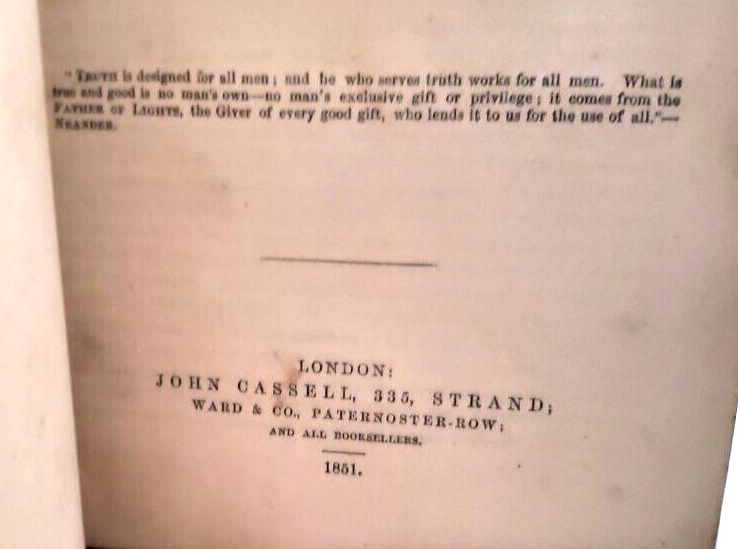 "TRUTH is designed for all men; and he who serves truth works for all men. What is
true and good is no man's own—no man's exclusive gift or privilege; it comes from the
FATHER OF LIGHTS, the Giver of every good gift, who lends it to us for the use of all."—
NEANDER.
LONDON:
JOHN CASSELL, 335, STRAND;
WARD & CO., PATERNOSTER-ROW;
AND ALL BOOKSELLERS.
1851.